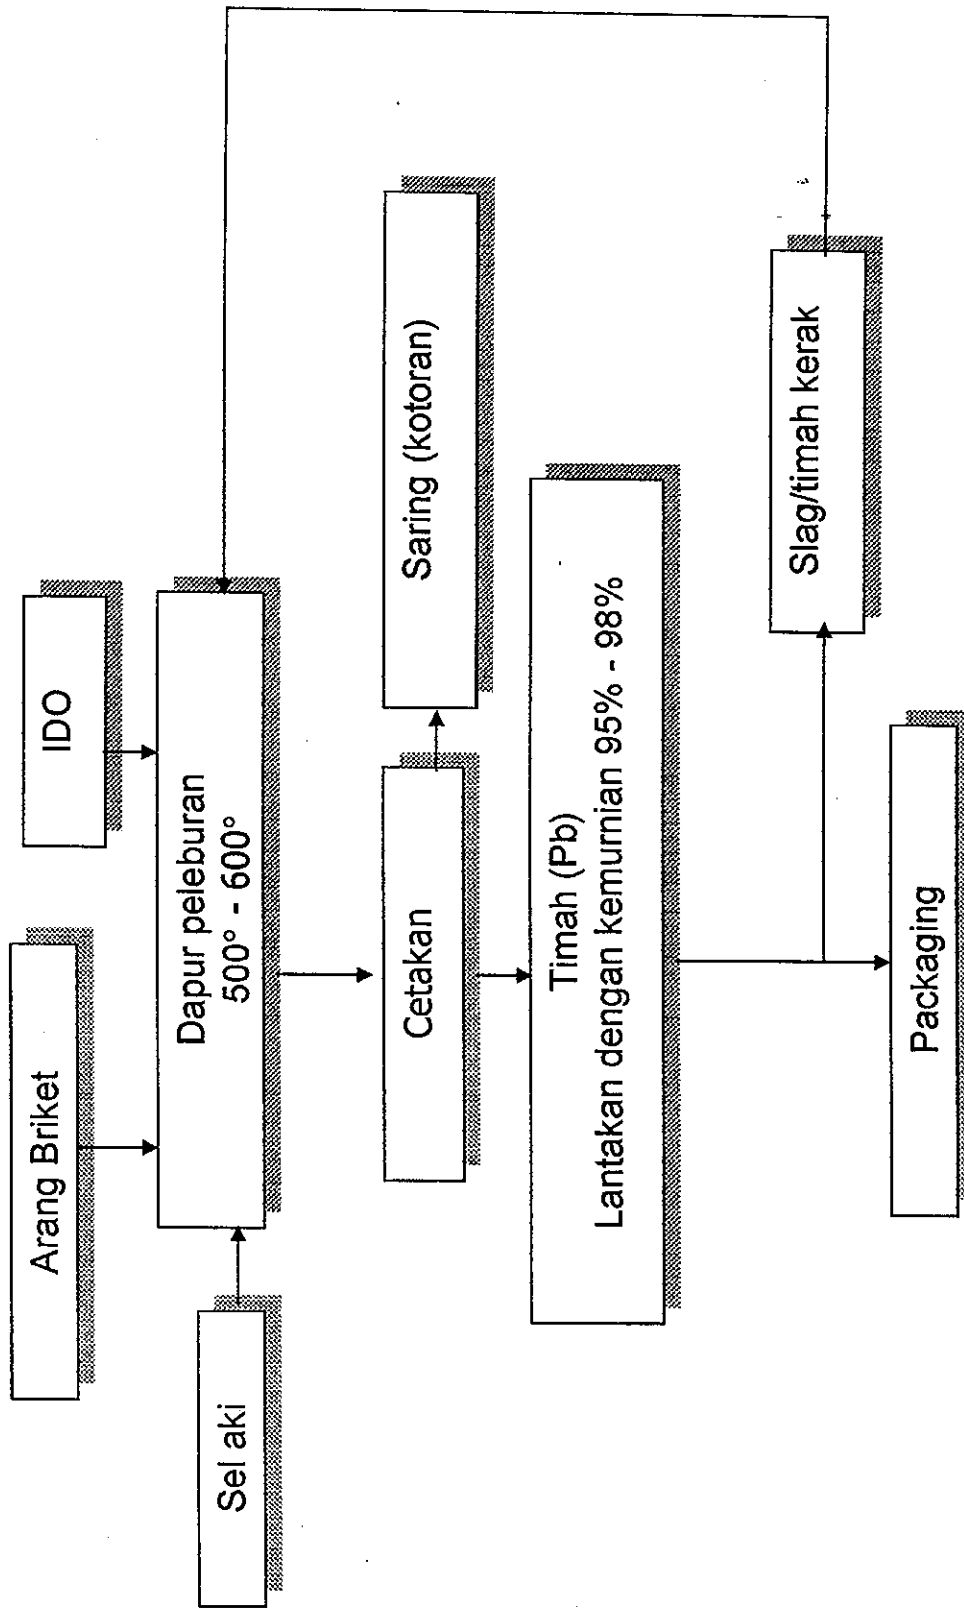 Arang Briket
IDO
Sel aki
Dapur peleburan
500° - 600°
Cetakan
Saring (kotoran)
Timah (Pb)
Lantakan dengan kemurnian 95% - 98%
Slag/timah kerak
Packaging